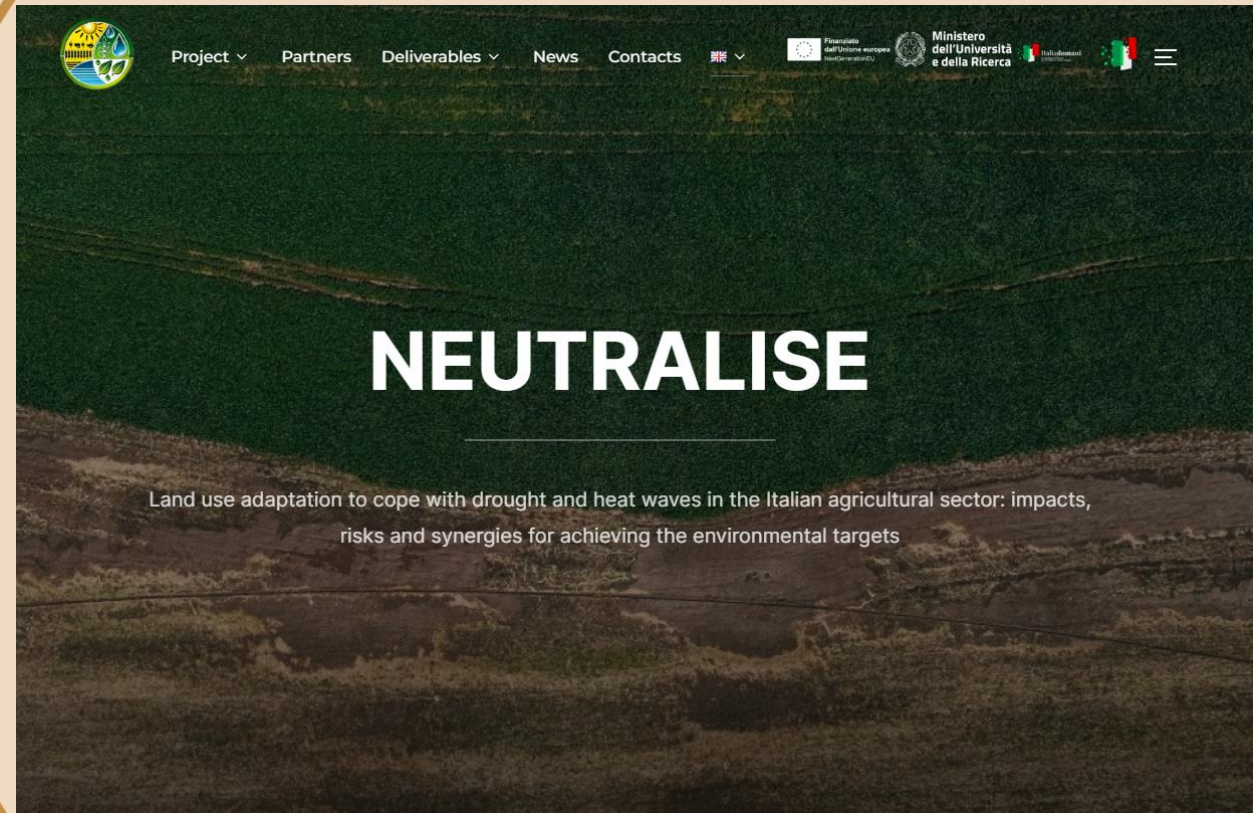 Project
Partners
Deliverables
News
Contacts
Finanziato
dall'Unione europea
NextGenerationEU
Ministero
dell'Università
e della Ricerca
Italiadomani
NEUTRALISE
Land use adaptation to cope with drought and heat waves in the Italian agricultural sector: impacts,
risks and synergies for achieving the environmental targets